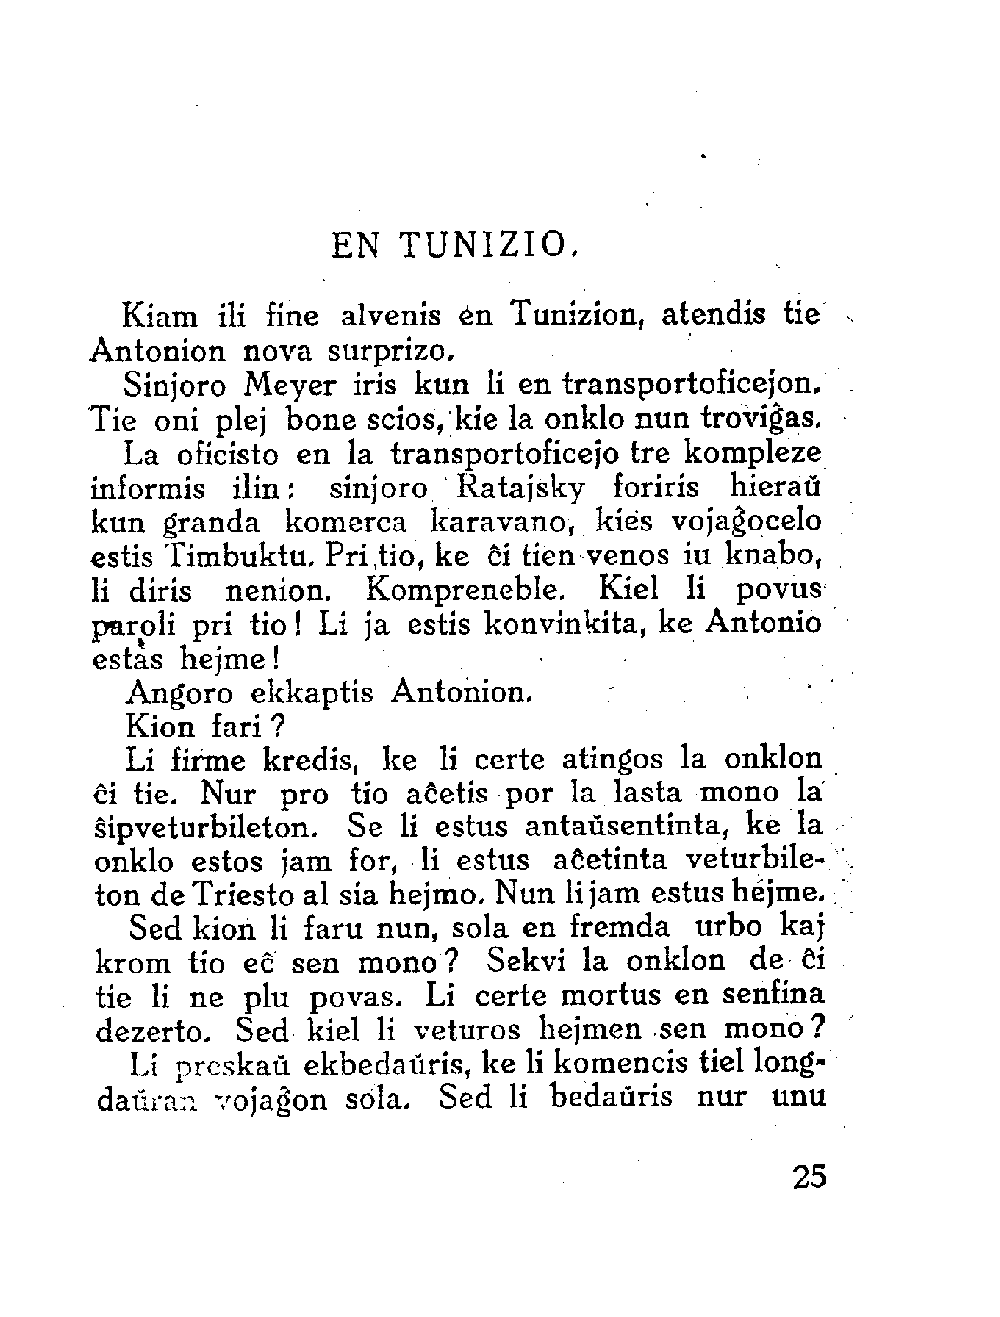 EN TUNIZIO.
Kiam ili fine alvenis en Tunizion, atendis tie
Antonion nova surprizo.
Sinjoro Meyer iris kun li en transportoficejon.
Tie oni plej bone scios, kie la onklo nun troviĝas.
La oficisto en la transportoficejo tre kompleze
informis ilin: sinjoro Ratajsky foriris hieraŭ
kun granda komerca karavano, kies vojaĝocelo
estis Timbuktu. Pri tio, ke ĉi tien venos iu knabo,
li diris nenion. Kompreneble. Kiel li povus
paroli pri tio! Li ja estis konvinkita, ke Antonio
estas hejme!
Angoro ekkaptis Antonion.
Kion fari?
Li firme kredis, ke li certe atingos la onklon
ĉi tie. Nur pro tio aĉetis por la lasta mono la
ŝipveturbileton. Se li estus antaŭsentinta, ke la
onklo estos jam for, li estus aĉetinta veturbile-
ton de Triesto al sia hejmo. Nun li jam estus hejme.
Sed kion li faru nun, sola en fremda urbo kaj
krom tio eĉ sen mono? Sekvi la onklon de ĉi
tie li ne plu povas. Li certe mortus en senfina
dezerto. Sed kiel li veturos hejmen sen mono?
Li preskaŭ ekbedaŭris, ke li komencis tiel long-
daŭran vojaĝon sola. Sed li bedaŭris nur unu
25